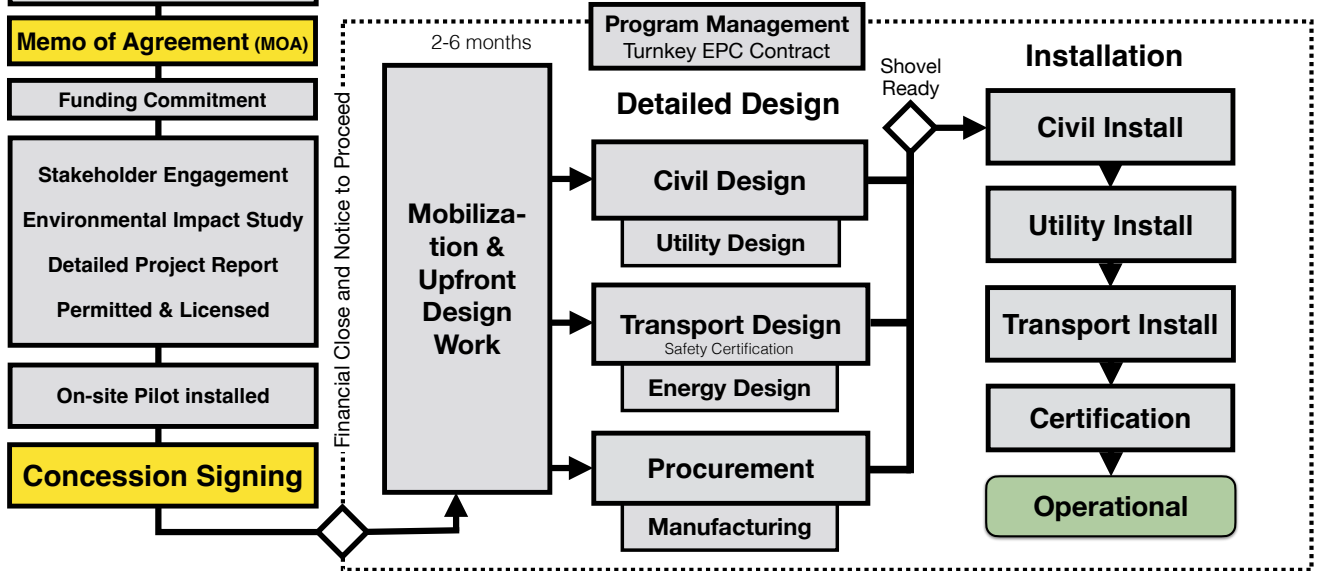 Memo of Agreement (MOA)
Funding Commitment
Stakeholder Engagement
Environmental Impact Study
Detailed Project Report
Permitted & Licensed
On-site Pilot installed
Concession Signing
Financial Close and Notice to Proceed
2-6 months
Mobiliza-
tion &
Upfront
Design
Work
Program Management
Turnkey EPC Contract
Detailed Design
Civil Design
Utility Design
Transport Design
Safety Certification
Energy Design
Procurement
Manufacturing
Shovel
Ready
Installation
Civil Install
Utility Install
Transport Install
Certification
Operational